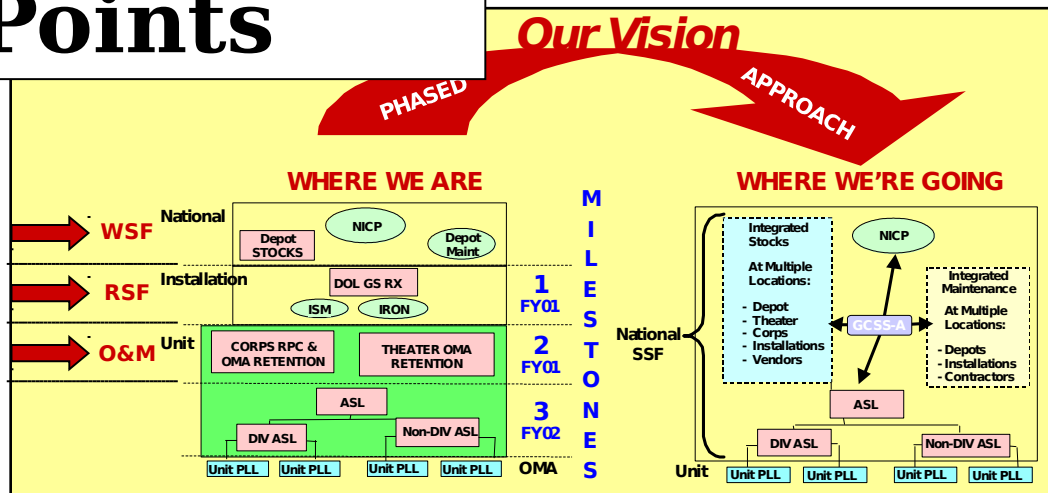 Points
Our Vision
PHASED
APPROACH
WHERE WE ARE
WHERE WE'RE GOING
WSF
National
NICP
Depot
STOCKS
Depot
Maint
RSF
Installation
DOL GS RX
ISM
IRON
1
FY01
O&M
Unit
CORPS RPC &
OMA RETENTION
THEATER OMA
RETENTION
2
FY01
ASL
DIV ASL
Non-DIV ASL
3
FY02
Unit PLL
Unit PLL
Unit PLL
Unit PLL
OMA
M
I
L
E
S
T
O
N
E
S
National
SSF
Integrated
Stocks
At Multiple
Locations:
- Depot
- Theater
- Corps
- Installations
- Vendors
NICP
GCSS-A
Integrated
Maintenance
At Multiple
Locations:
- Depots
- Installations
- Contractors
ASL
DIV ASL
Non-DIV ASL
Unit
Unit PLL
Unit PLL
Unit PLL
Unit PLL